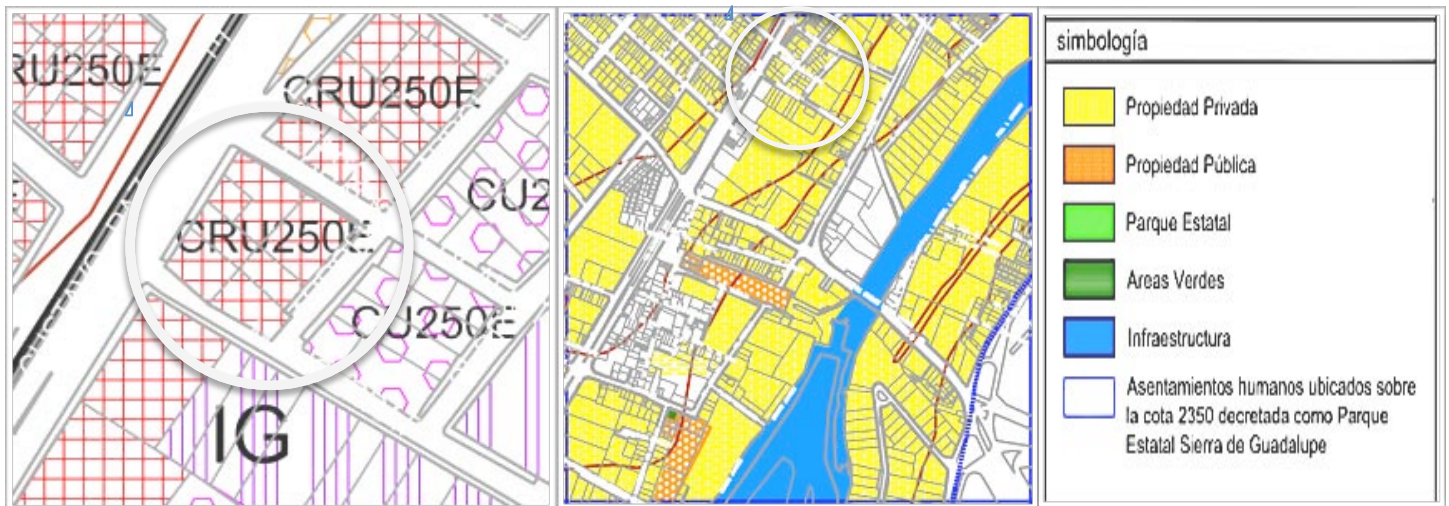 RU250E
CRU250E
CU2
CRU250E
CU250E
IG
simbología
Propiedad Privada
Propiedad Pública
Parque Estatal
Areas Verdes
Infraestructura
Asentamientos humanos ubicados sobre
la cota 2350 decretada como Parque
Estatal Sierra de Guadalupe